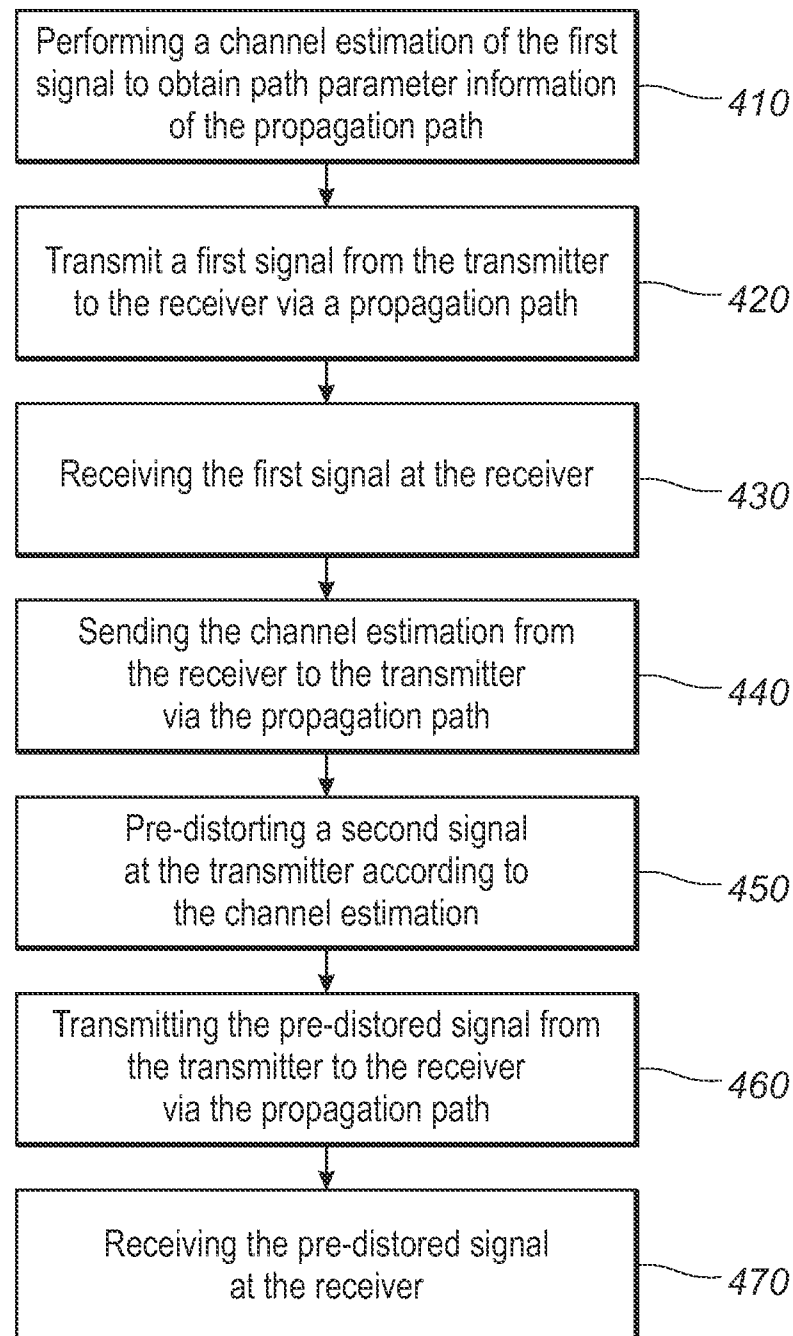 Performing a channel estimation of the first
signal to obtain path parameter information
of the propagation path
410
Transmit a first signal from the transmitter
to the receiver via a propagation path
420
Receiving the first signal at the receiver
430
Sending the channel estimation from
the receiver to the transmitter
via the propagation path
440
Pre-distorting a second signal
at the transmitter according to
the channel estimation
450
Transmitting the pre-distored signal from
the transmitter to the receiver
via the propagation path
460
Receiving the pre-distored signal
at the receiver
470